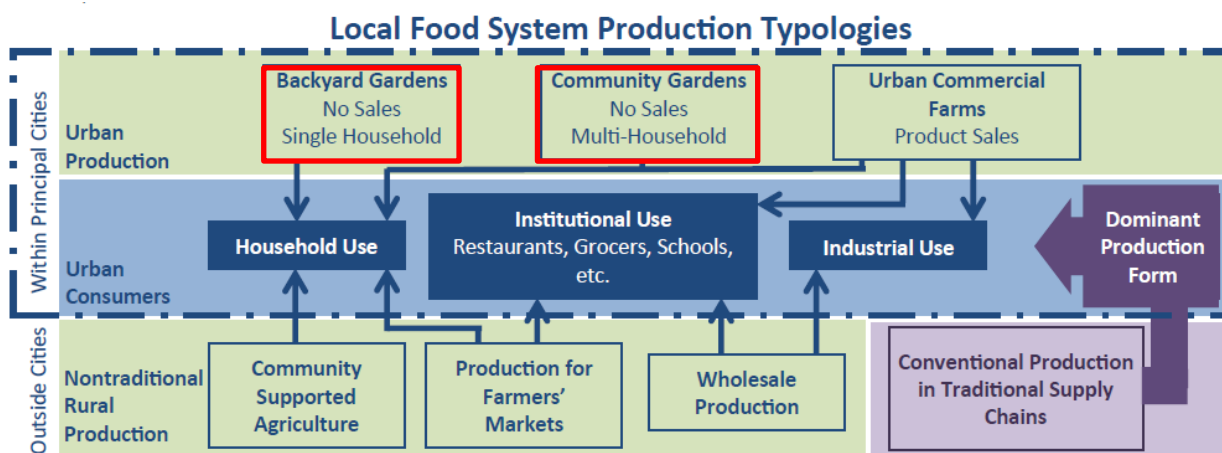 Local Food System Production Typologies
Within Principal Cities
Urban
Production
Backyard Gardens
No Sales
Single Household
Community Gardens
No Sales
Multi-Household
Urban Commercial
Farms
Product Sales
Urban
Consumers
Household Use
Institutional Use
Restaurants, Grocers, Schools,
etc.
Industrial Use
Dominant
Production
Form
Outside Cities
Nontraditional
Rural
Production
Community
Supported
Agriculture
Production for
Farmers’
Markets
Wholesale
Production
Conventional Production
in Traditional Supply
Chains